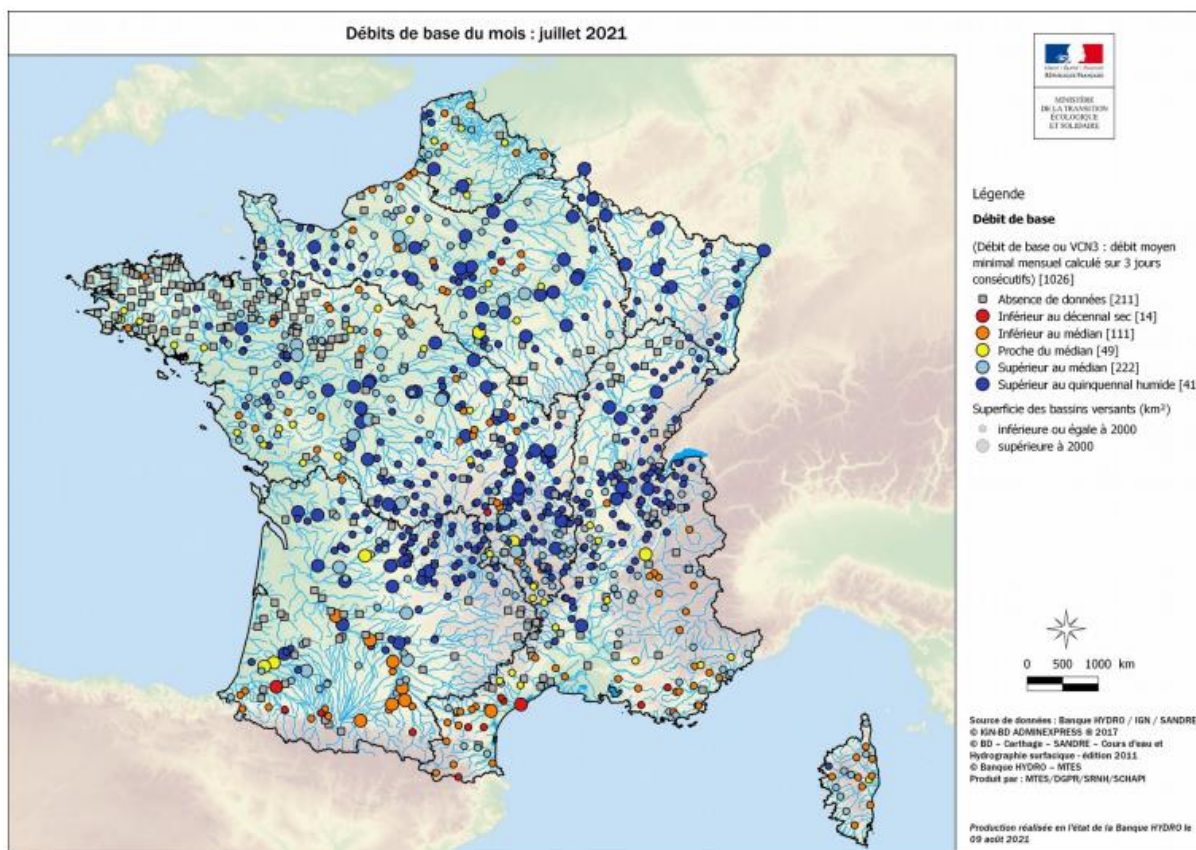 Débits de base du mois : juillet 2021
RÉPUBLIQUE FRANÇAISE
MINISTÈRE
DE LA TRANSITION
ÉCOLOGIQUE
ET SOLIDAIRE
Légende
Débit de base
(Débit de base ou VCN3 : débit moyen
minimal mensuel calculé sur 3 jours
consécutifs) [1026]
Absence de données [211]
Inférieur au décennal sec [14]
Inférieur au médian [111]
Proche du médian [49]
Supérieur au médian [222]
Supérieur au quinquennal humide [41
Superficie des bassins versants (km²)
inférieure ou égale à 2000
supérieure à 2000
0 500 1000 km
Source de données : Banque HYDRO / IGN / SANDRE
© IGN-BD ADMINEXPRESS ® 2017
© BD – Carthage – SANDRE – Cours d'eau et
Hydrographie surfacique - édition 2011
© Banque HYDRO – MTES
Produit par : MTES/DGPR/SRNH/SCHAPI
Production réalisée en l'état de la Banque HYDRO le
09 août 2021